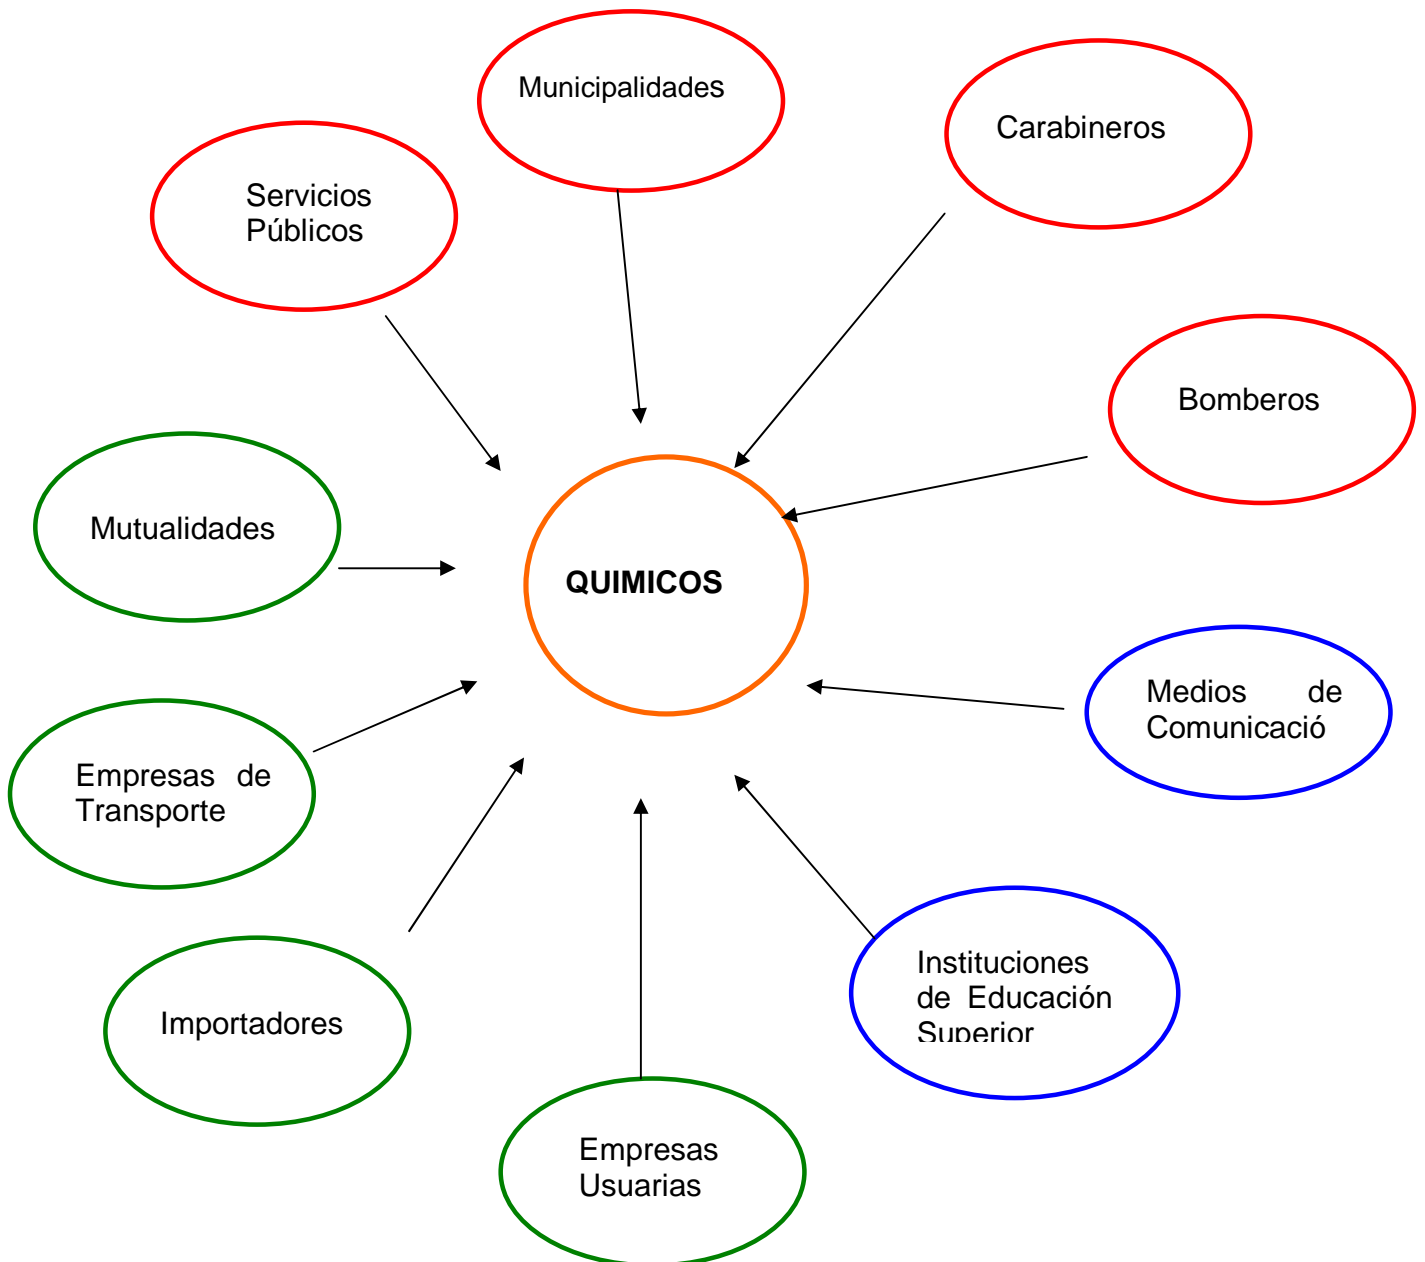 Municipalidades
Carabineros
Servicios
Públicos
Bomberos
Mutualidades
QUIMICOS
Medios de
Comunicació
Empresas de
Transporte
Instituciones
de Educación
Superior
Importadores
Empresas
Usuarias